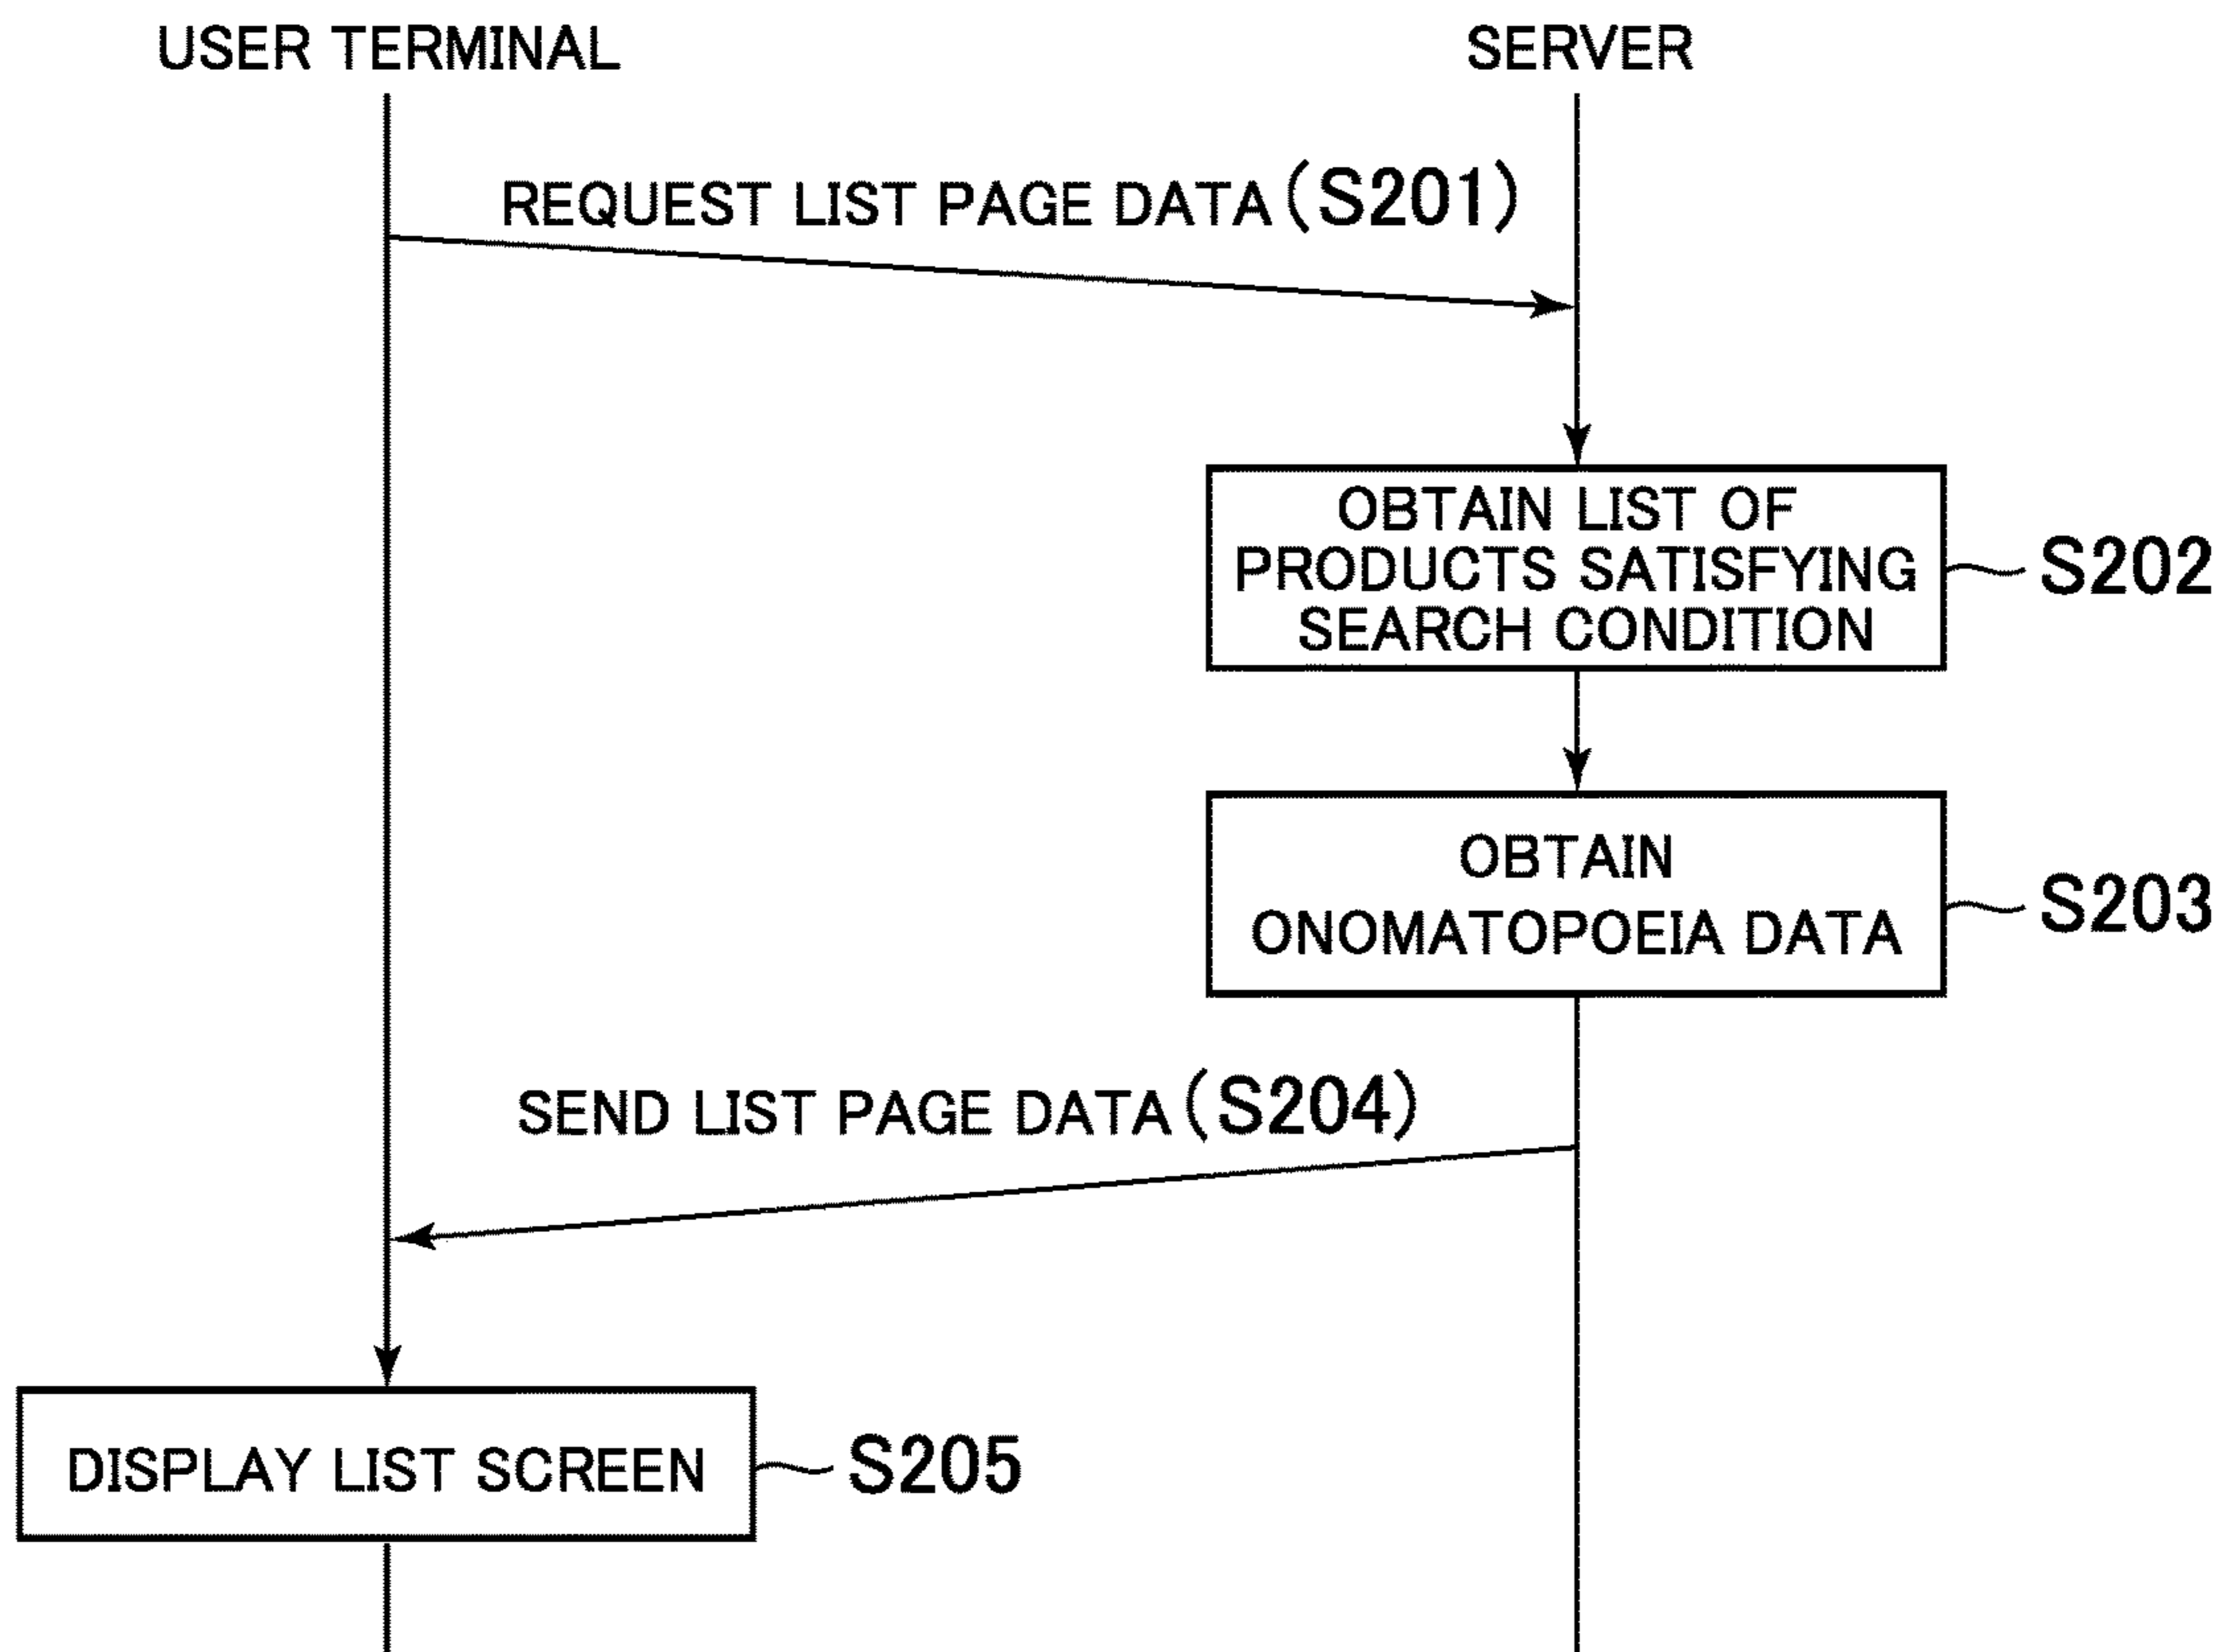 USER TERMINAL
SERVER
REQUEST LIST PAGE DATA (S201)
OBTAIN LIST OF
PRODUCTS SATISFYING
SEARCH CONDITION
S202
OBTAIN
ONOMATOPOEIA DATA
S203
SEND LIST PAGE DATA (S204)
DISPLAY LIST SCREEN
S205